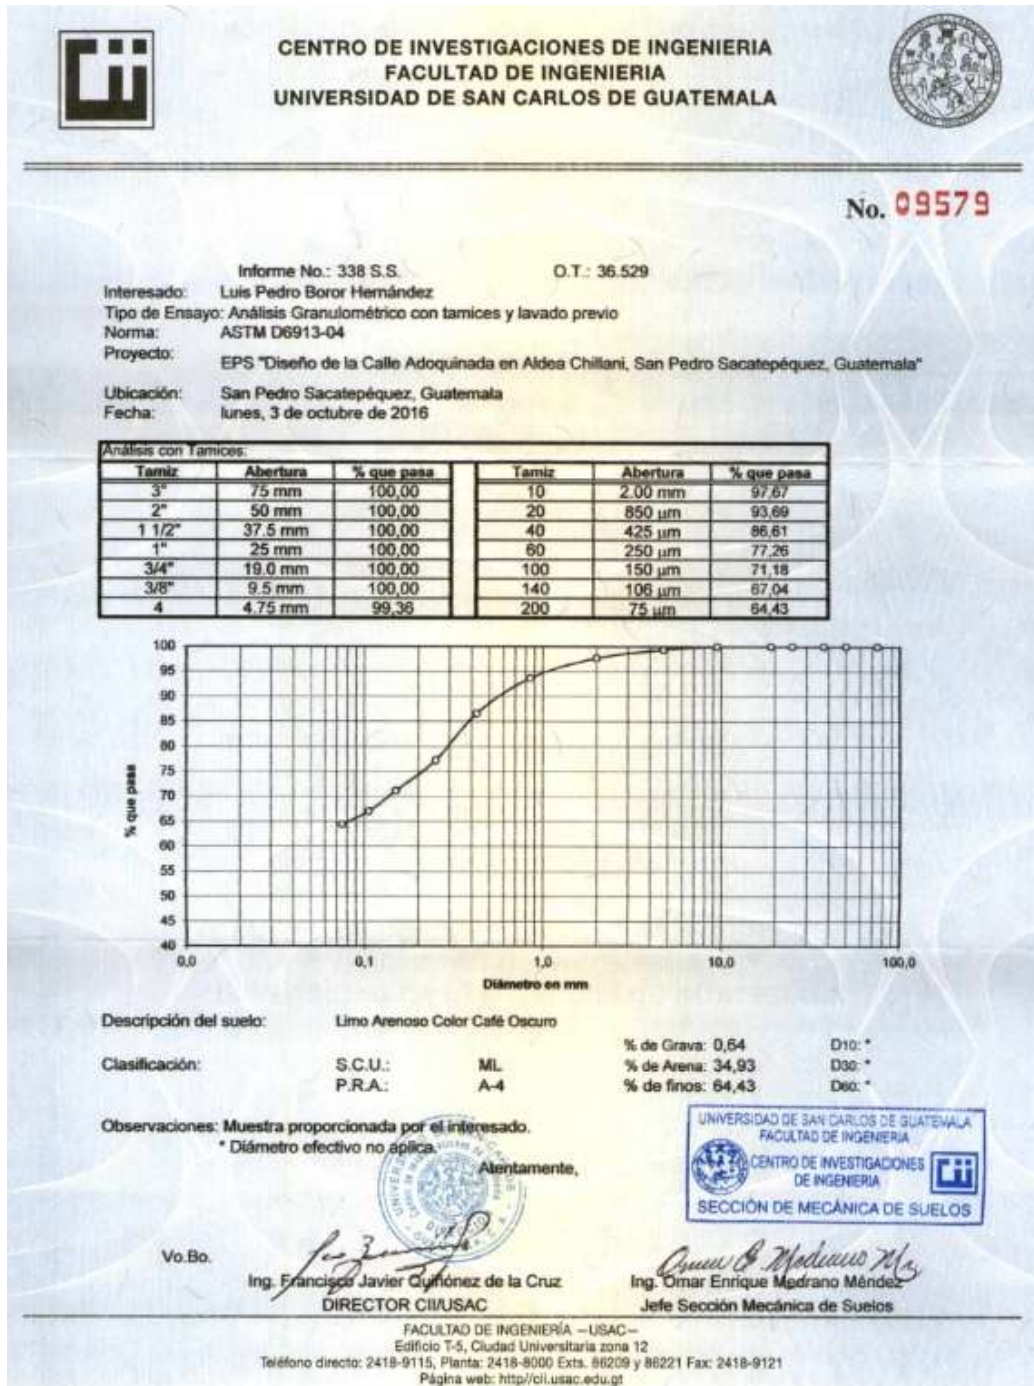 CENTRO DE INVESTIGACIONES DE INGENIERIA
FACULTAD DE INGENIERIA
UNIVERSIDAD DE SAN CARLOS DE GUATEMALA
No. 09579
Informe No.: 338 S.S. O.T.: 36.529
Interesado: Luis Pedro Boror Hernández
Tipo de Ensayo: Análisis Granulométrico con tamices y lavado previo
Norma: ASTM D6913-04
Proyecto: EPS "Diseño de la Calle Adoquinada en Aldea Chillani, San Pedro Sacatepéquez, Guatemala"
Ubicación: San Pedro Sacatepéquez, Guatemala
Fecha: lunes, 3 de octubre de 2016
Análisis con Tamices:
Tamiz Abertura % que pasa Tamiz Abertura % que pasa
3" 75 mm 100,00 10 2.00 mm 97,67
2" 50 mm 100,00 20 850 µm 93,69
1 1/2" 37.5 mm 100,00 40 425 µm 86,61
1" 25 mm 100,00 60 250 µm 77,26
3/4" 19.0 mm 100,00 100 150 µm 71,18
3/8" 9.5 mm 100,00 140 106 µm 67,04
4 4.75 mm 99,36 200 75 µm 64,43
100
95
90
85
80
75
70
65
60
55
50
45
40
% que pasa
0,0 0,1 1,0 10,0 100,0
Diámetro en mm
Descripción del suelo: Limo Arenoso Color Café Oscuro
% de Grava: 0,64 D10: *
Clasificación: S.C.U.: ML % de Arena: 34,93 D30: *
P.R.A.: A-4 % de finos: 64,43 D60: *
Observaciones: Muestra proporcionada por el interesado.
* Diámetro efectivo no aplica.
Atentamente,
UNIVERSIDAD DE SAN CARLOS DE GUATEMALA
FACULTAD DE INGENIERIA
CENTRO DE INVESTIGACIONES
DE INGENIERIA
SECCIÓN DE MECÁNICA DE SUELOS
Vo.Bo.
Ing. Francisco Javier Quiñónez de la Cruz
DIRECTOR CII/USAC
Ing. Omar Enrique Medrano Méndez
Jefe Sección Mecánica de Suelos
FACULTAD DE INGENIERÍA —USAC—
Edificio T-5, Ciudad Universitaria zona 12
Teléfono directo: 2418-9115, Planta: 2418-8000 Exts. 86209 y 86221 Fax: 2418-9121
Página web: http//cii.usac.edu.gt